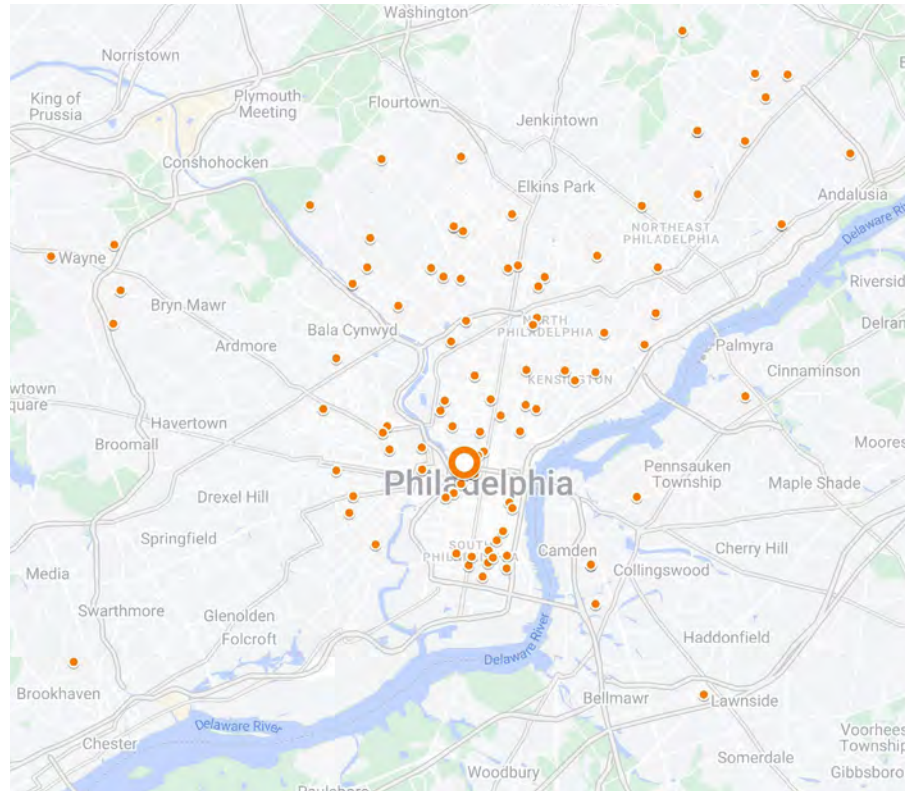 Washington
Norristown
King of
Prussia
Plymouth
Meeting
Flourtown
Jenkintown
Conshohocken
Elkins Park
Andalusia
NORTHEAST
PHILADELPHIA
Delaware River
Wayne
Riversid
Bryn Mawr
Bala Cynwyd
NORTH
PHILADELPHIA
Delran
Ardmore
Palmyra
Cinnaminson
KENSINGTON
wtown
quare
Havertown
Broomall
Moores
Pennsauken
Township
Maple Shade
Philadelphia
Drexel Hill
Springfield
SOUTH
PHILADELPHIA
Camden
Cherry Hill
Collingswood
Media
Swarthmore
Glenolden
Folcroft
Haddonfield
Delaware River
Brookhaven
Bellmawr
Lawnside
Delaware River
Chester
Voorhees
Township
Somerdale
Gibbsboro
Woodbury